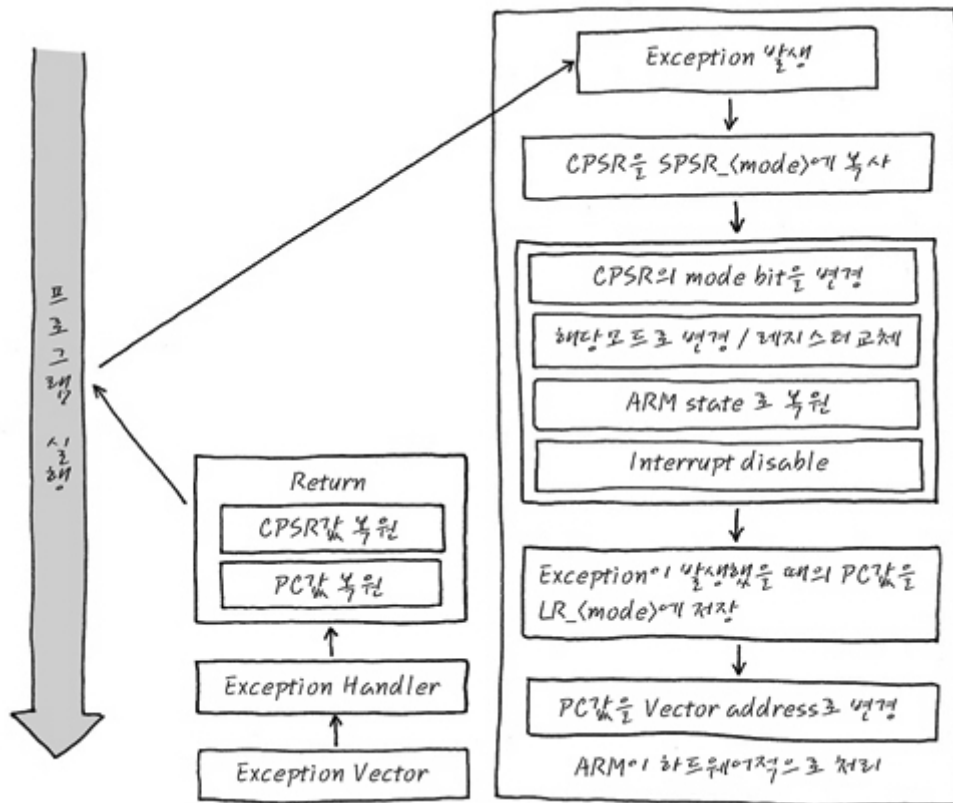 프로그램 실행
Exception 발생
CPSR을 SPSR_<mode>에 복사
CPSR의 mode bit을 변경
해당모드로 변경 / 레지스터교체
ARM state로 복원
Interrupt disable
Exception이 발생했을 때의 PC값을
LR_<mode>에 저장
PC값을 Vector address로 변경
ARM이 하드웨어적으로 처리
Return
CPSR값 복원
PC값 복원
Exception Handler
Exception Vector